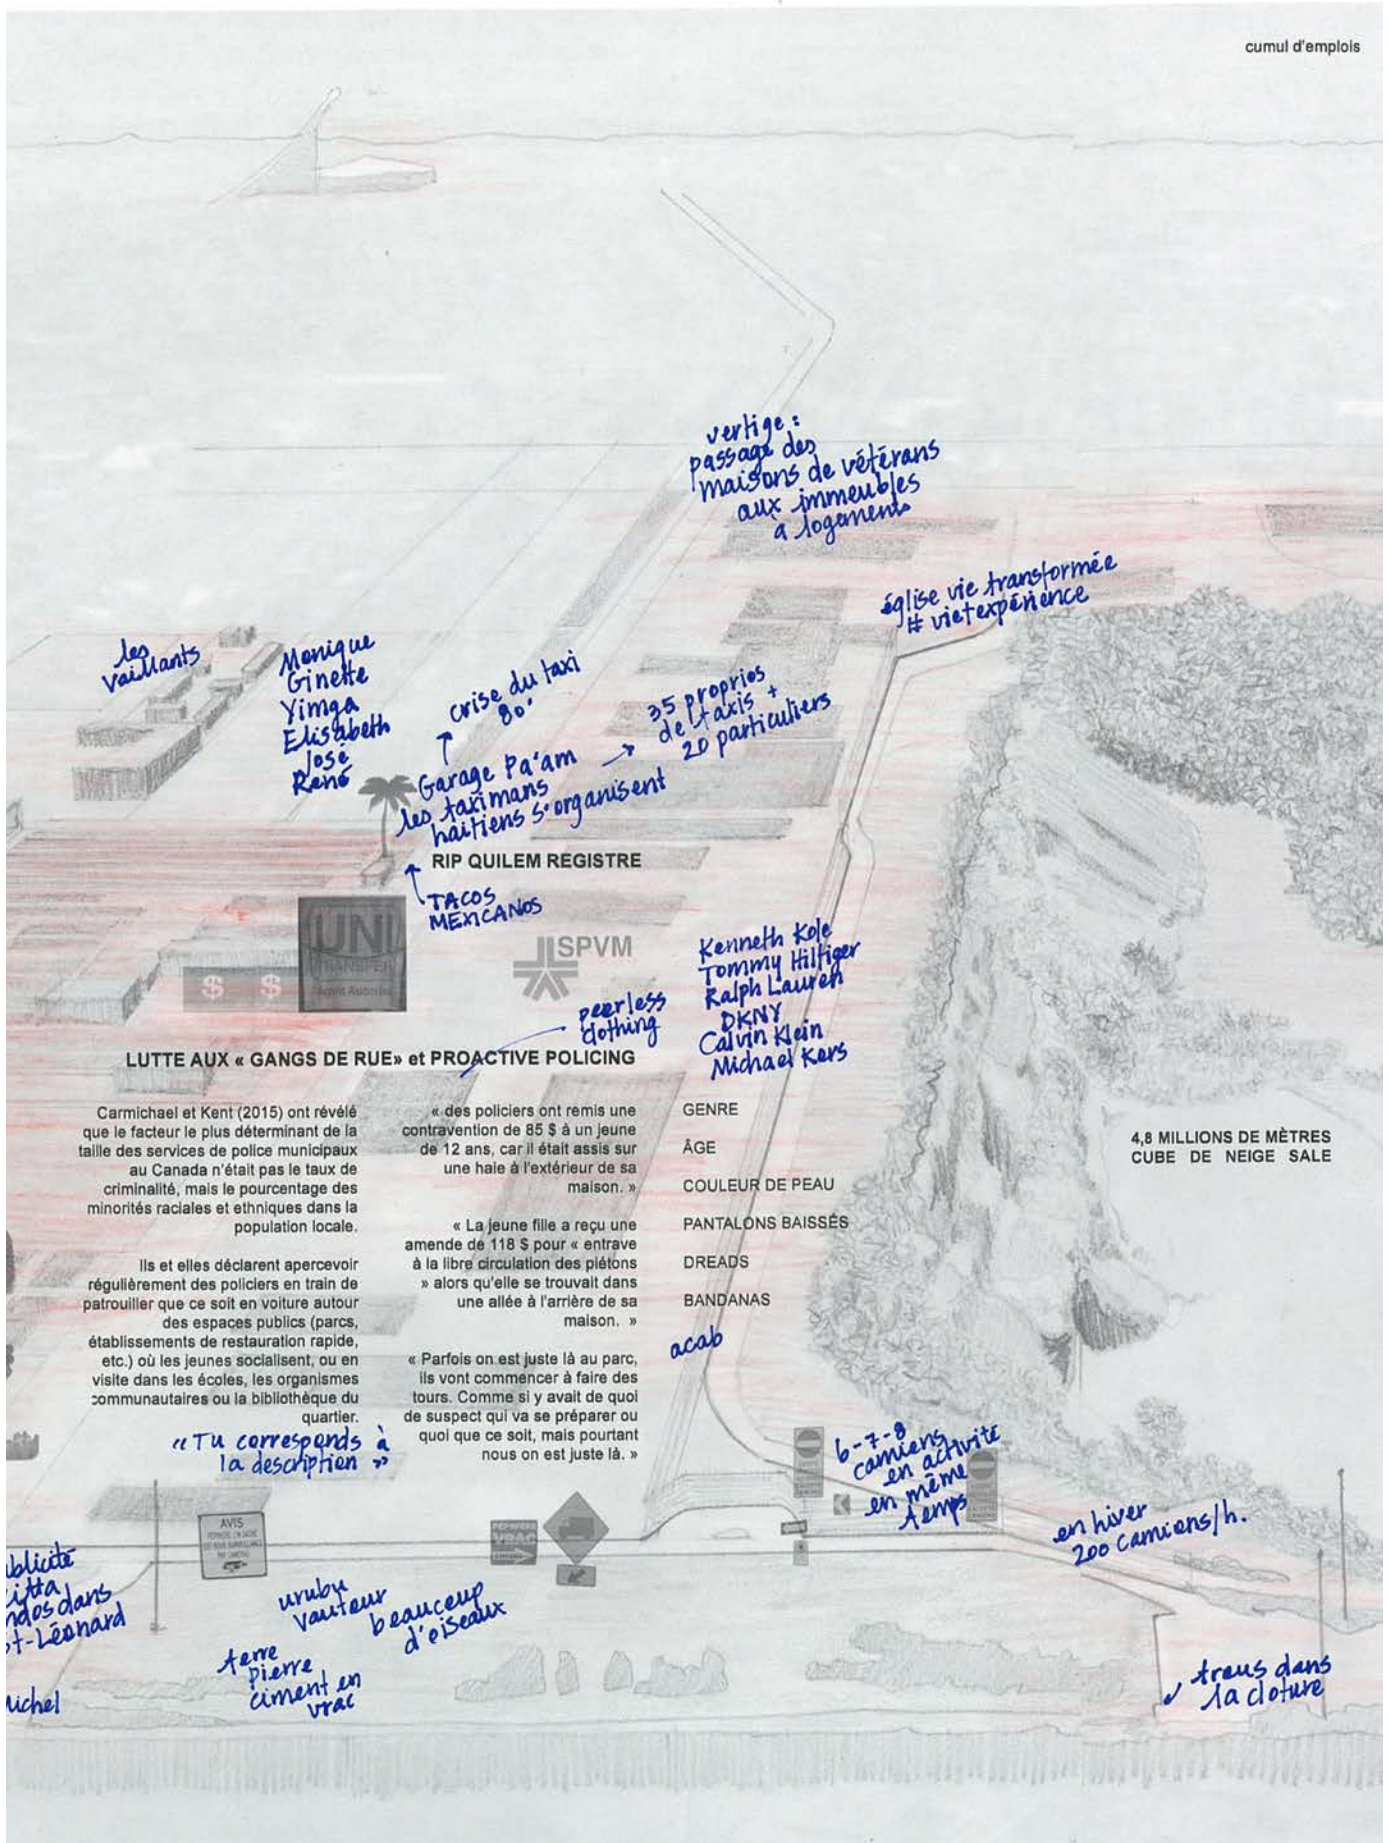 cumul d'emplois
vertige :
passage des
maisons de vétérans
aux immeubles
à logements
église vie transformée
# vietexpérience
les
vaillants
Monique
Ginette
Yimga
Elisabeth
José
René
crise du taxi
80'
35 proprios
de taxis +
20 particuliers
Garage Pa'am
les taximans
haïtiens s'organisent
RIP QUILEM REGISTRE
TACOS
MEXICANOS
UNI
TRANSFER
Agent Autorisé
$ $
SPVM
peerless
clothing
Kenneth Kole
Tommy Hilfiger
Ralph Lauren
DKNY
Calvin Klein
Michael Kors
LUTTE AUX « GANGS DE RUE» et PROACTIVE POLICING
Carmichael et Kent (2015) ont révélé
que le facteur le plus déterminant de la
taille des services de police municipaux
au Canada n'était pas le taux de
criminalité, mais le pourcentage des
minorités raciales et ethniques dans la
population locale.
Ils et elles déclarent apercevoir
régulièrement des policiers en train de
patrouiller que ce soit en voiture autour
des espaces publics (parcs,
établissements de restauration rapide,
etc.) où les jeunes socialisent, ou en
visite dans les écoles, les organismes
communautaires ou la bibliothèque du
quartier.
« Tu corresponds à
la description »
« des policiers ont remis une
contravention de 85 $ à un jeune
de 12 ans, car il était assis sur
une haie à l'extérieur de sa
maison. »
« La jeune fille a reçu une
amende de 118 $ pour « entrave
à la libre circulation des piétons
» alors qu'elle se trouvait dans
une allée à l'arrière de sa
maison. »
« Parfois on est juste là au parc,
ils vont commencer à faire des
tours. Comme si y avait de quoi
de suspect qui va se préparer ou
quoi que ce soit, mais pourtant
nous on est juste là. »
GENRE
ÂGE
COULEUR DE PEAU
PANTALONS BAISSÉS
DREADS
BANDANAS
acab
4,8 MILLIONS DE MÈTRES
CUBE DE NEIGE SALE
6-7-8
camions
en activité
en même
temps
en hiver
200 camions/h.
AVIS
VRAC
blicité
itta
ndos dans
st-Léonard
ichel
urubu
vautour
beaucoup
d'oiseaux
terre
pierre
ciment en
vrac
trous dans
la cloture